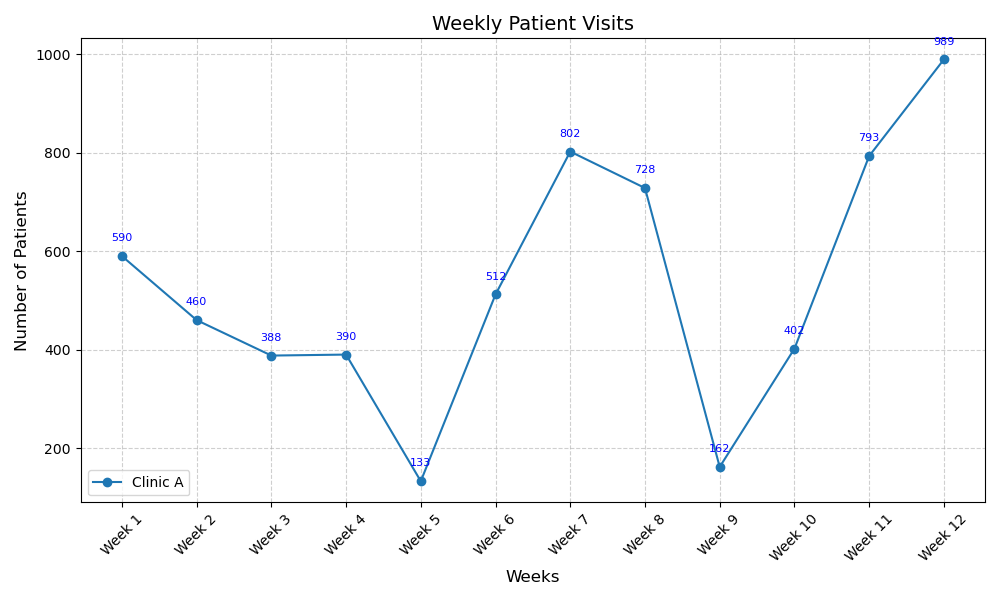 Weekly Patient Visits
Number of Patients
1000
800
600
400
200
590
460
388
390
133
512
802
728
162
402
793
989
Clinic A
Week 1
Week 2
Week 3
Week 4
Week 5
Week 6
Week 7
Week 8
Week 9
Week 10
Week 11
Week 12
Weeks